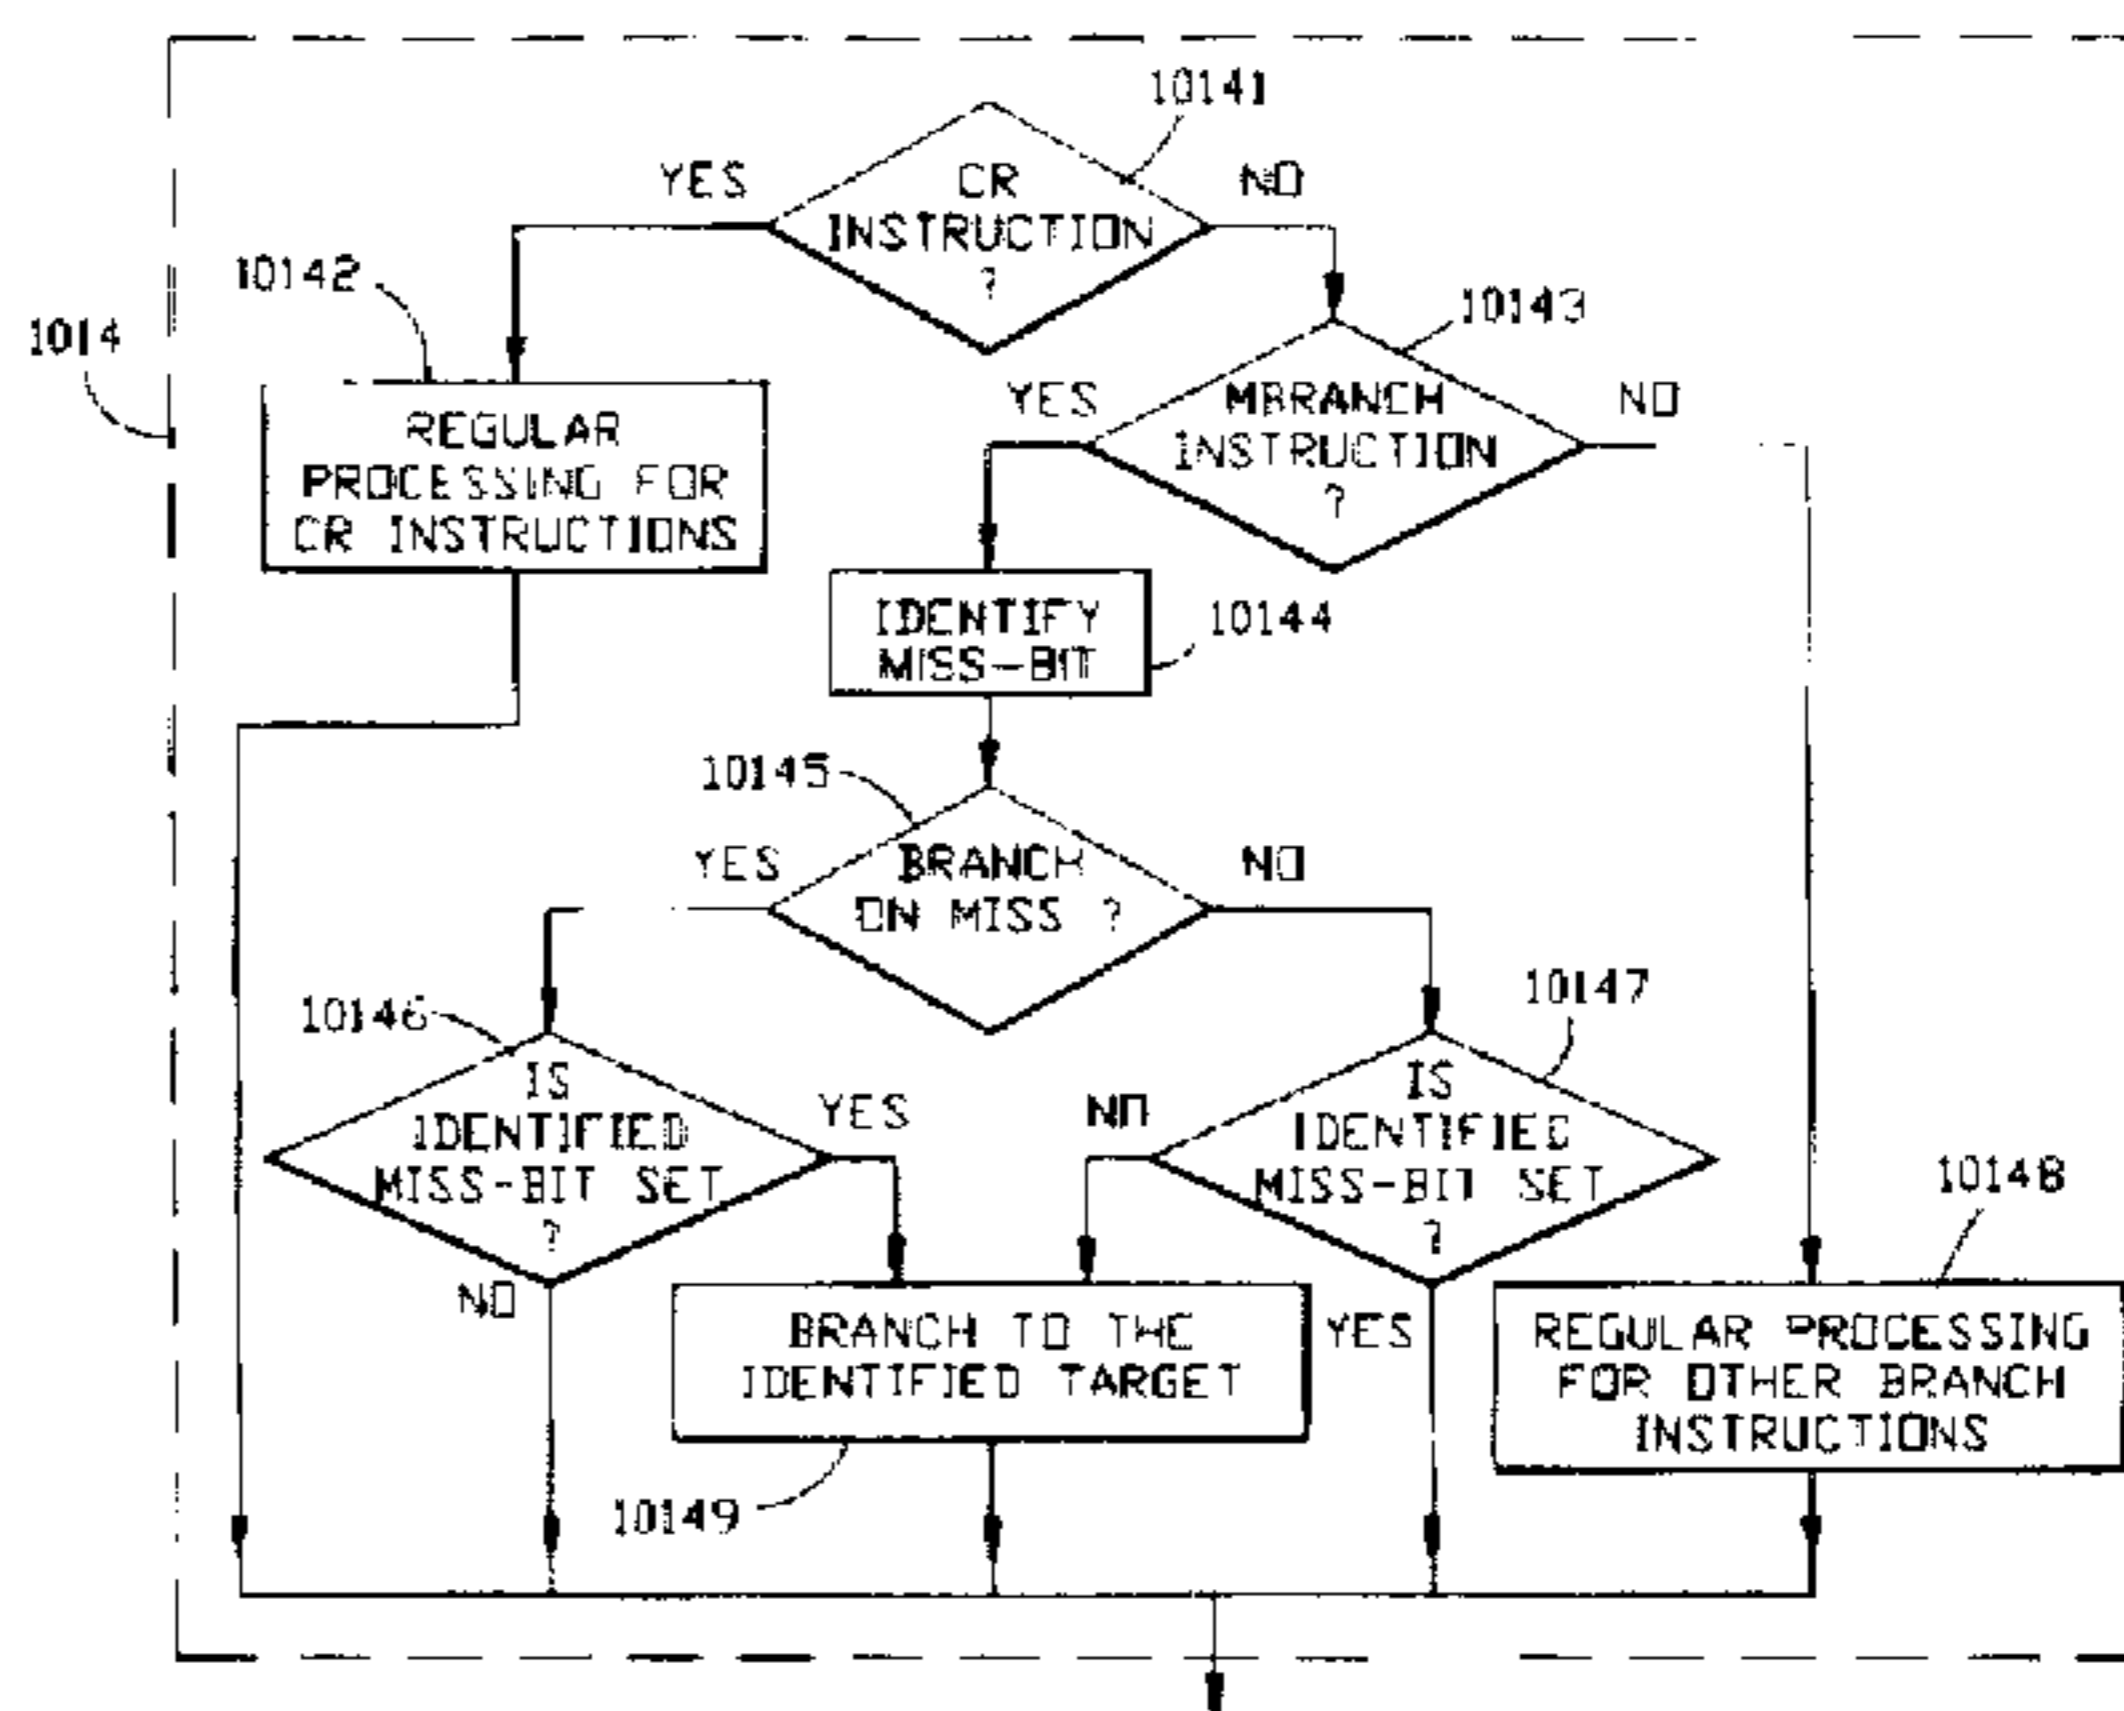 10141
YES
CR
INSTRUCTION
?
NO
10142
1014
10143
REGULAR
PROCESSING FOR
CR INSTRUCTIONS
YES
MBRANCH
INSTRUCTION
?
NO
IDENTIFY
MISS-BIT
10144
10145
YES
BRANCH
ON MISS ?
NO
10146
10147
IS
IDENTIFIED
MISS-BIT SET
?
YES
NO
NO
IS
IDENTIFIED
MISS-BIT SET
?
YES
10148
BRANCH TO THE
IDENTIFIED TARGET
10149
REGULAR PROCESSING
FOR OTHER BRANCH
INSTRUCTIONS